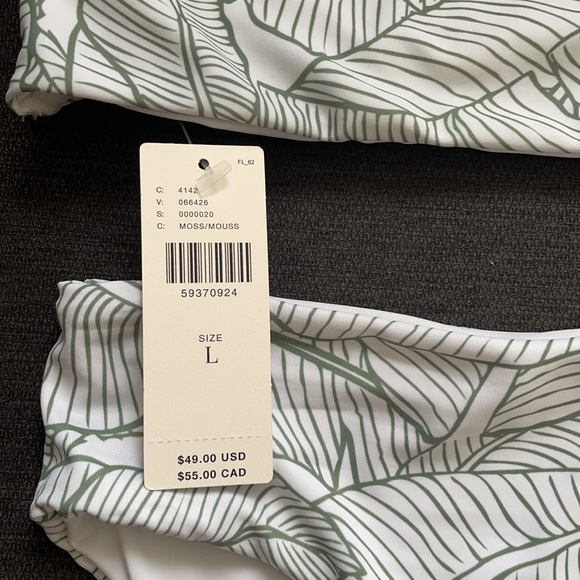 FL_62
C: 4142
V: 066426
S: 0000020
C: MOSS/MOUSS
59370924
SIZE
L
$49.00 USD
$55.00 CAD